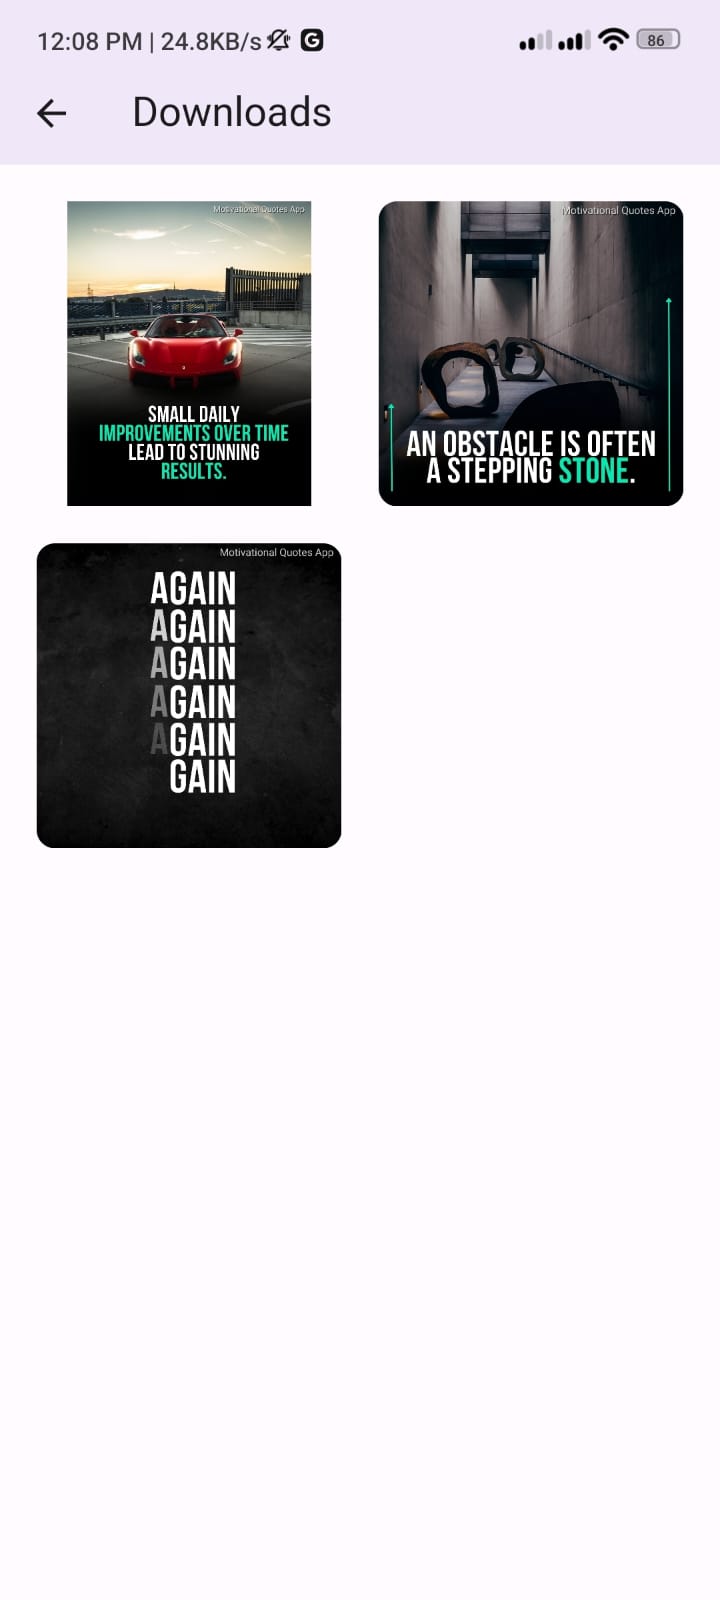 12:08 PM | 24.8KB/s
G
86
Downloads
Motivational Quotes App
SMALL DAILY
IMPROVEMENTS OVER TIME
LEAD TO STUNNING
RESULTS.
Motivational Quotes App
AN OBSTACLE IS OFTEN
A STEPPING STONE.
Motivational Quotes App
AGAIN
AGAIN
AGAIN
AGAIN
AGAIN
GAIN